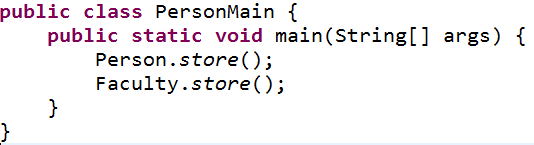 public class PersonMain {
    public static void main(String[] args) {
        Person.store();
        Faculty.store();
    }
}